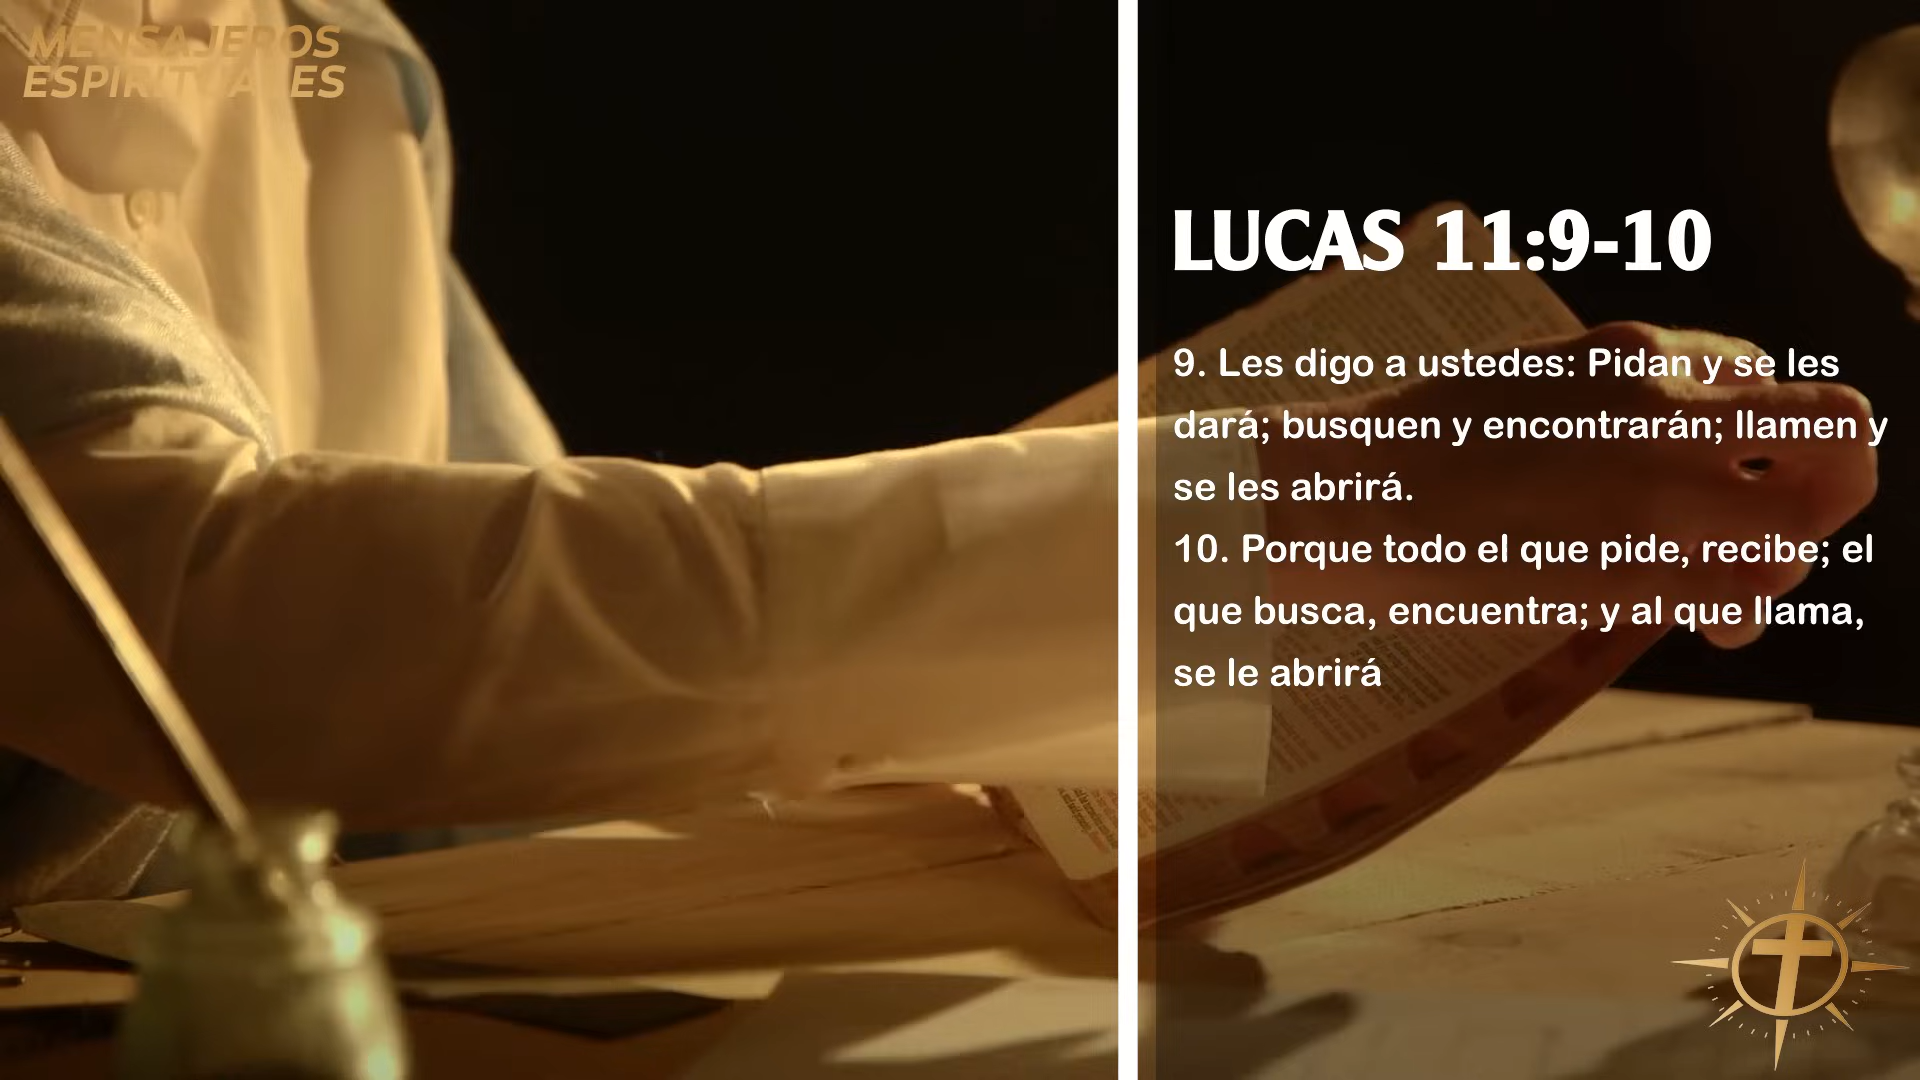 MENSAJEROS
ESPIRITUALES
LUCAS 11:9-10
9. Les digo a ustedes: Pidan y se les
dará; busquen y encontrarán; llamen y
se les abrirá.
10. Porque todo el que pide, recibe; el
que busca, encuentra; y al que llama,
se le abrirá